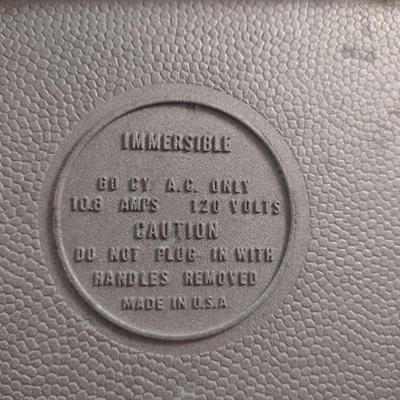 IMMERSIBLE
60 CY A.C. ONLY
10.8 AMPS 120 VOLTS
CAUTION
DO NOT PLUG IN WITH
HANDLES REMOVED
MADE IN U.S.A